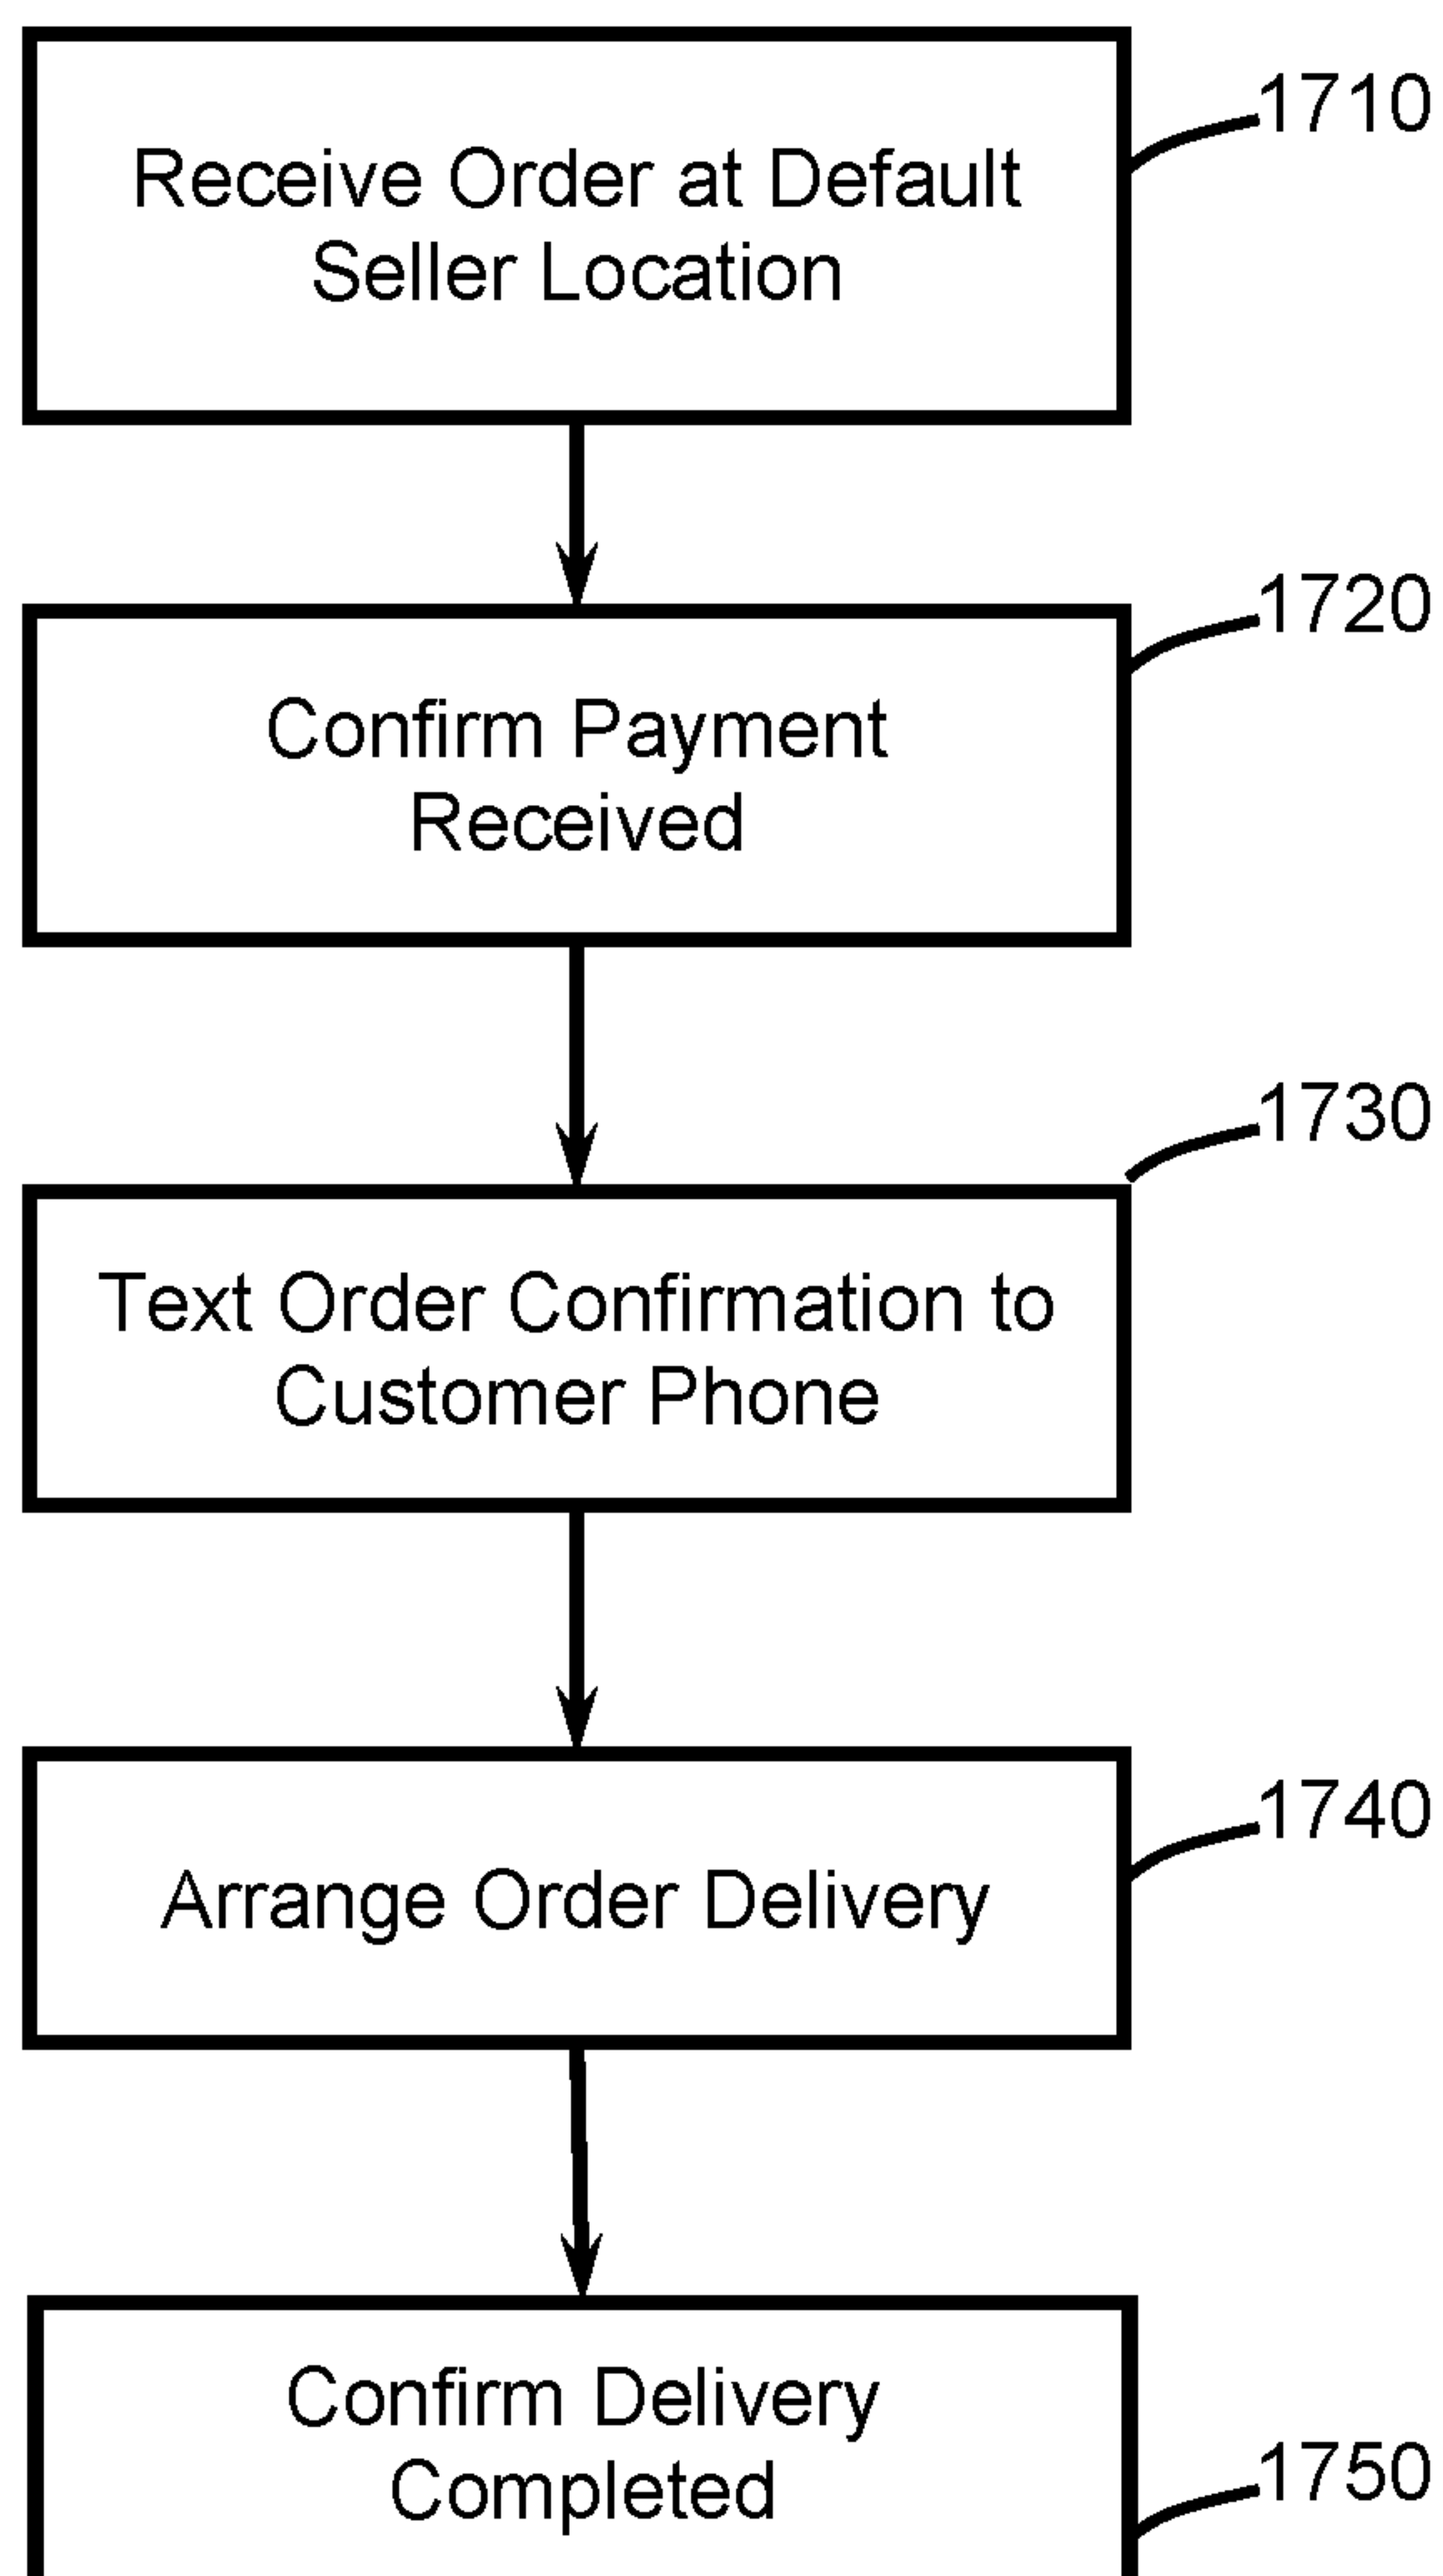 1710
Receive Order at Default
Seller Location
1720
Confirm Payment
Received
1730
Text Order Confirmation to
Customer Phone
1740
Arrange Order Delivery
Confirm Delivery
Completed
1750